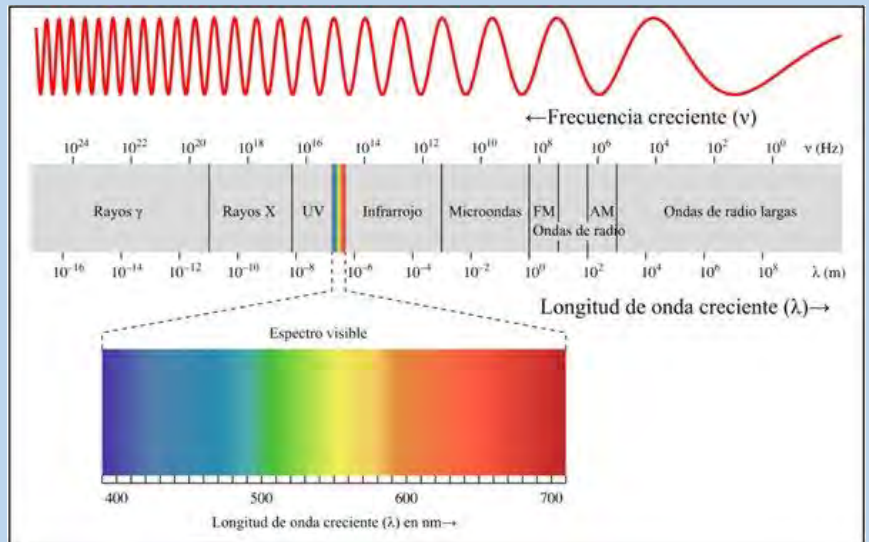 ←Frecuencia creciente (ν)
10²⁴ 10²² 10²⁰ 10¹⁸ 10¹⁶ 10¹⁴ 10¹² 10¹⁰ 10⁸ 10⁶ 10⁴ 10² 10⁰ ν (Hz)
Rayos γ Rayos X UV Infrarrojo Microondas FM AM Ondas de radio largas
Ondas de radio
10⁻¹⁶ 10⁻¹⁴ 10⁻¹² 10⁻¹⁰ 10⁻⁸ 10⁻⁶ 10⁻⁴ 10⁻² 10⁰ 10² 10⁴ 10⁶ 10⁸ λ (m)
Longitud de onda creciente (λ)→
Espectro visible
400 500 600 700
Longitud de onda creciente (λ) en nm→